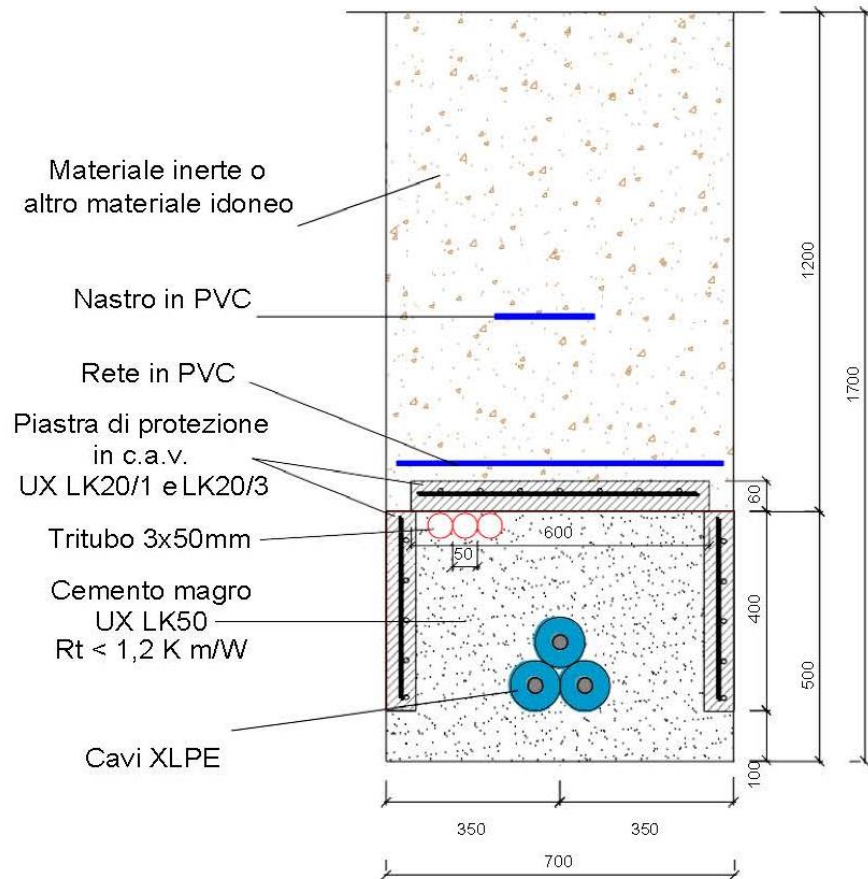 Materiale inerte o
altro materiale idoneo
Nastro in PVC
Rete in PVC
Piastra di protezione
in c.a.v.
UX LK20/1 e LK20/3
Tritubo 3x50mm
Cemento magro
UX LK50
Rt < 1,2 K m/W
Cavi XLPE
1200
1700
60
600
50
400
500
100
350
350
700